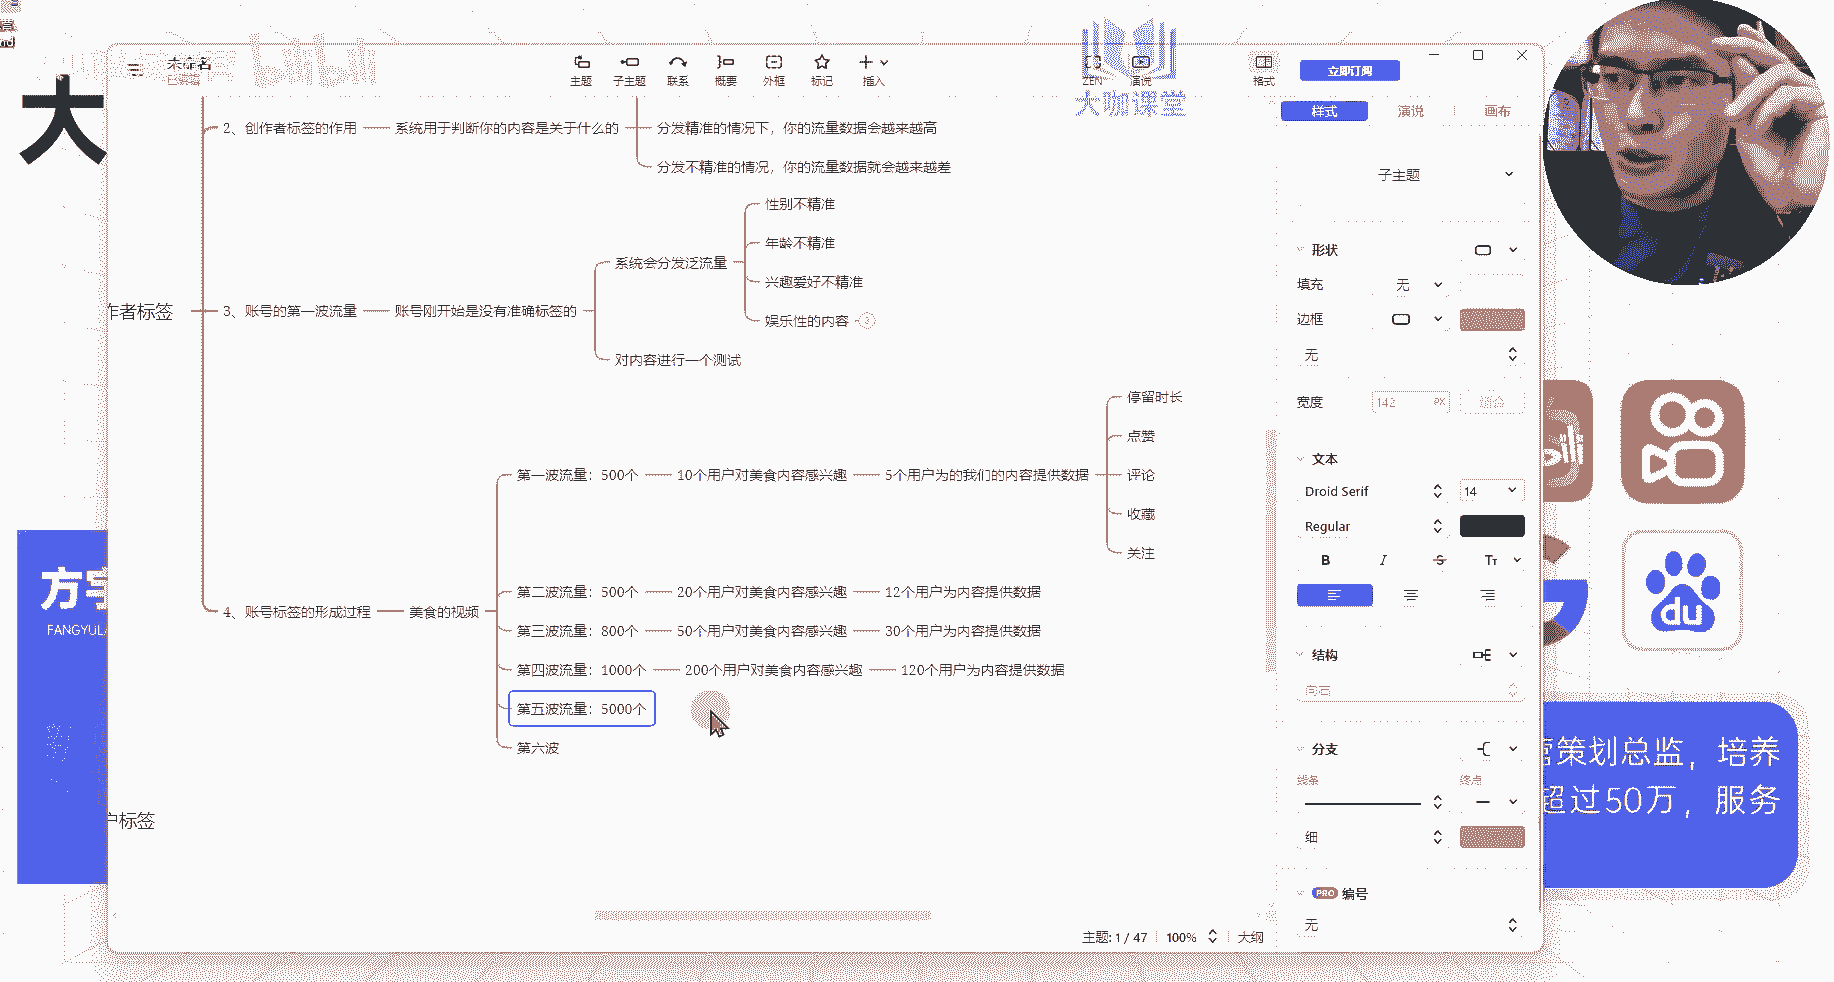 未命名
已编辑
bilibili
主题
子主题
联系
概要
外框
标记
插入
ZEN
演说
大咖课堂
格式
立即订阅
大
2、创作者标签的作用
系统用于判断你的内容是关于什么的
分发精准的情况下，你的流量数据会越来越高
分发不精准的情况，你的流量数据就会越来越差
作者标签
3、账号的第一波流量
账号刚开始是没有准确标签的
系统会分发泛流量
性别不精准
年龄不精准
兴趣爱好不精准
娱乐性的内容
3
对内容进行一个测试
4、账号标签的形成过程
美食的视频
第一波流量：500个
10个用户对美食内容感兴趣
5个用户为的我们的内容提供数据
停留时长
点赞
评论
收藏
关注
第二波流量：500个
20个用户对美食内容感兴趣
12个用户为内容提供数据
第三波流量：800个
50个用户对美食内容感兴趣
30个用户为内容提供数据
第四波流量：1000个
200个用户对美食内容感兴趣
120个用户为内容提供数据
第五波流量：5000个
第六波
户标签
样式
演说
画布
子主题
形状
填充
无
边框
无
宽度
142
PX
文本
Droid Serif
14
Regular
B
I
S
Tт
结构
向右
分支
线条
终点
细
PRO
编号
无
主题: 1 / 47
100%
大纲
方宇
FANGYULA
du
营策划总监，培养
超过50万，服务